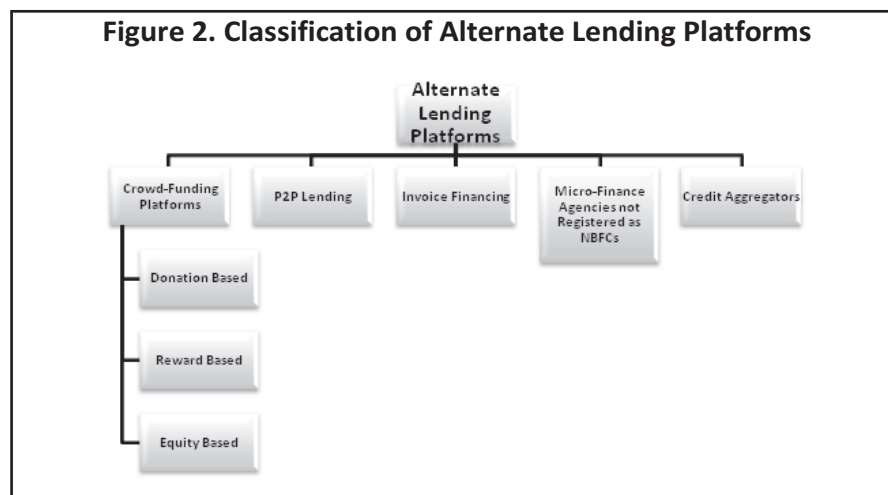 Figure 2. Classification of Alternate Lending Platforms
Alternate
Lending
Platforms
Crowd-Funding
Platforms
P2P Lending
Invoice Financing
Micro-Finance
Agencies not
Registered as
NBFCs
Credit Aggregators
Donation Based
Reward Based
Equity Based